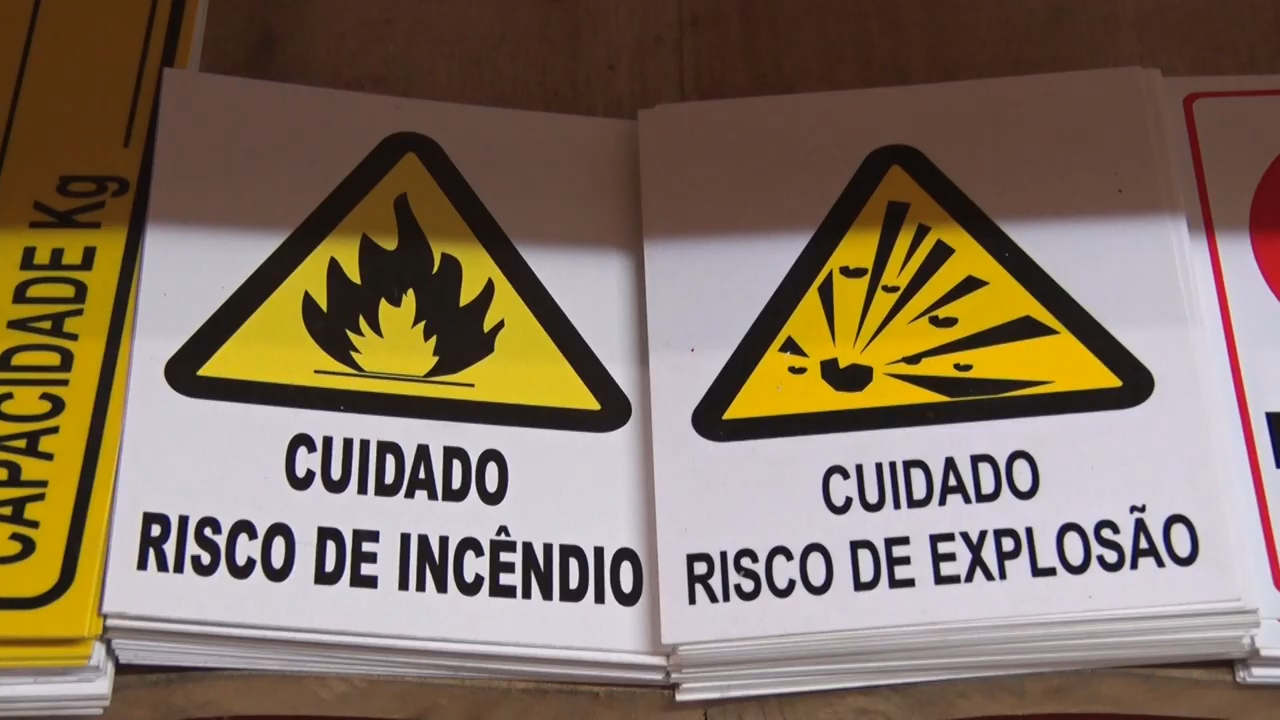 CAPACIDADE Kg
CUIDADO
RISCO DE INCÊNDIO
CUIDADO
RISCO DE EXPLOSÃO